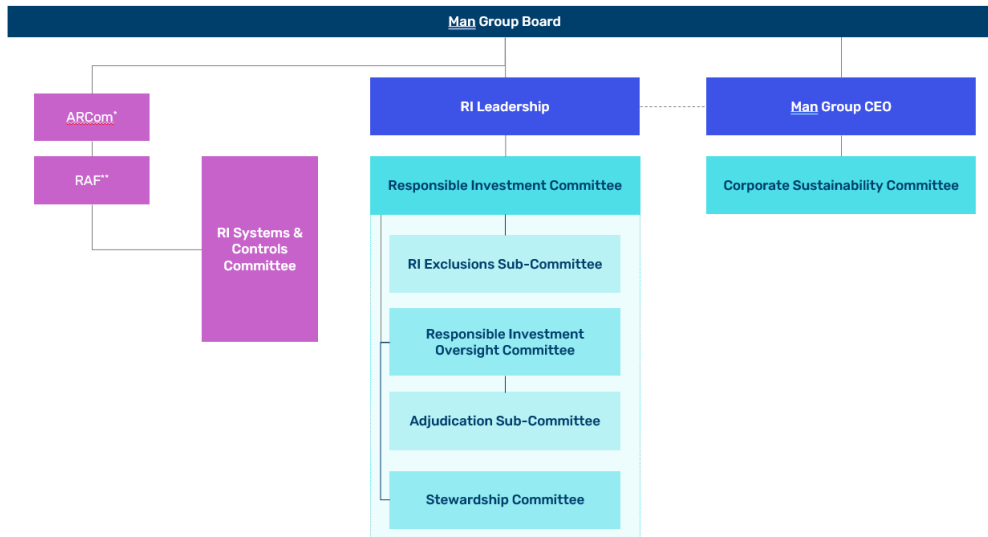 Man Group Board
RI Leadership
Man Group CEO
ARCom*
RAF**
RI Systems &
Controls
Committee
Responsible Investment Committee
Corporate Sustainability Committee
RI Exclusions Sub-Committee
Responsible Investment
Oversight Committee
Adjudication Sub-Committee
Stewardship Committee